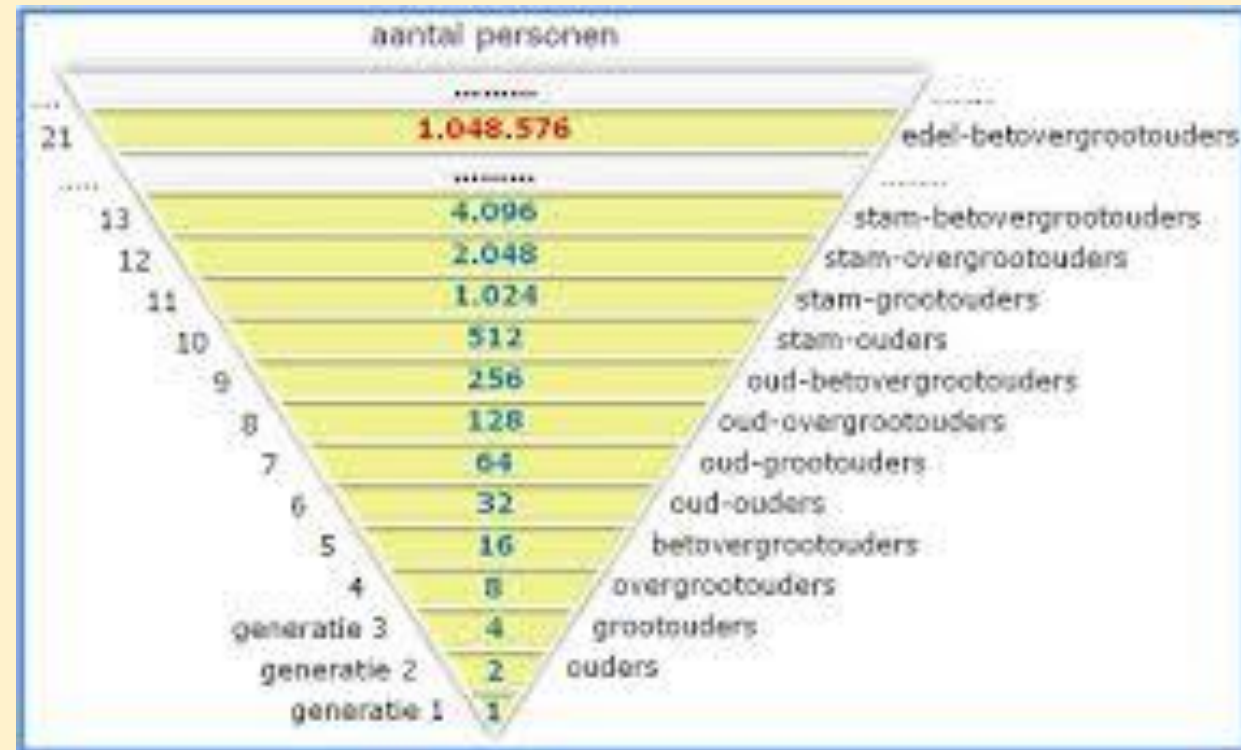 aantal personen
.... .......... ........
21 1.048.576 edel-betovergrootouders
..... .......... ........
13 4.096 stam-betovergrootouders
12 2.048 stam-overgrootouders
11 1.024 stam-grootouders
10 512 stam-ouders
9 256 oud-betovergrootouders
8 128 oud-overgrootouders
7 64 oud-grootouders
6 32 oud-ouders
5 16 betovergrootouders
4 8 overgrootouders
generatie 3 4 grootouders
generatie 2 2 ouders
generatie 1 1